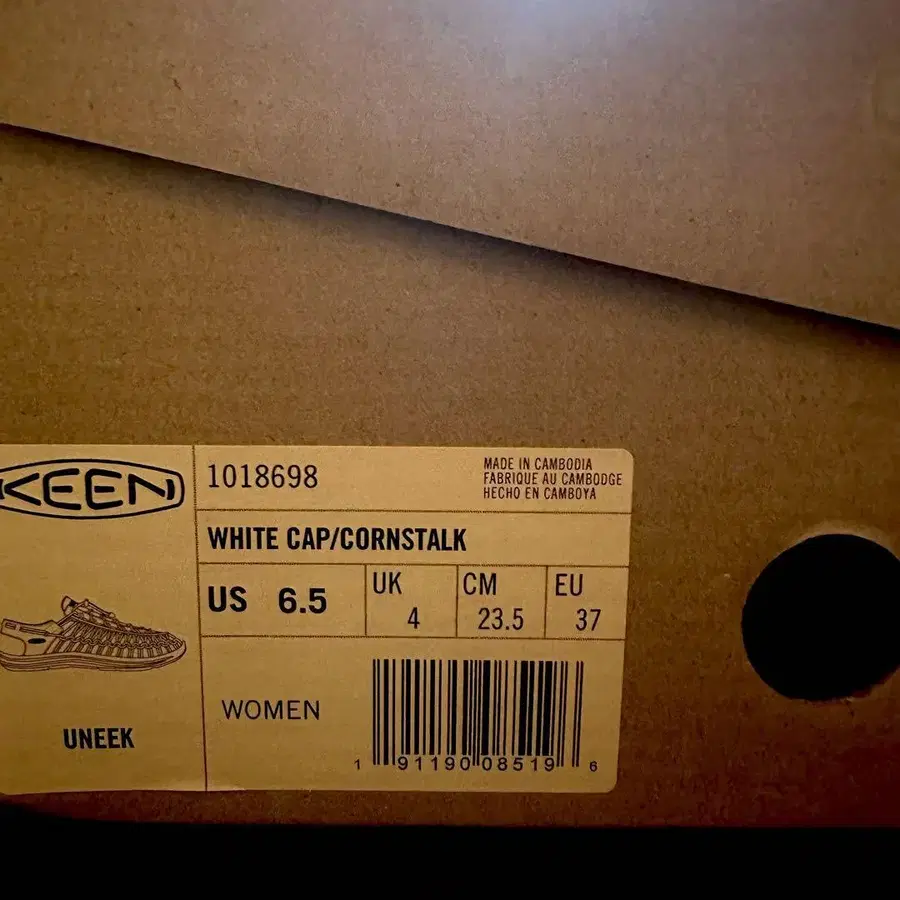 KEEN
1018698
MADE IN CAMBODIA
FABRIQUE AU CAMBODGE
HECHO EN CAMBOYA
WHITE CAP/CORNSTALK
US 6.5
UK 4
CM 23.5
EU 37
UNEEK
WOMEN
1 91190 08519 6